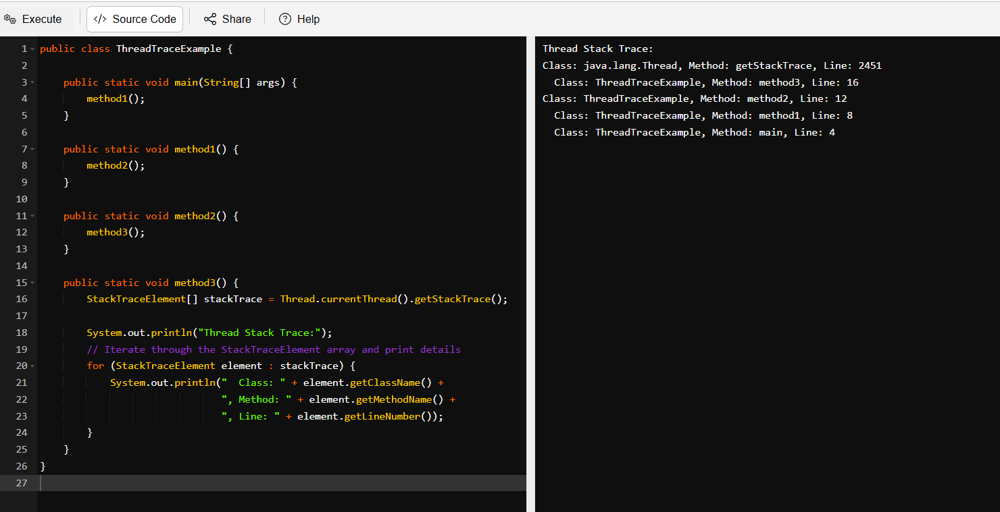 Execute
</> Source Code
Share
Help
1 public class ThreadTraceExample {
2
3     public static void main(String[] args) {
4         method1();
5     }
6
7     public static void method1() {
8         method2();
9     }
10
11     public static void method2() {
12         method3();
13     }
14
15     public static void method3() {
16         StackTraceElement[] stackTrace = Thread.currentThread().getStackTrace();
17
18         System.out.println("Thread Stack Trace:");
19         // Iterate through the StackTraceElement array and print details
20         for (StackTraceElement element : stackTrace) {
21             System.out.println("  Class: " + element.getClassName() +
22                                ", Method: " + element.getMethodName() +
23                                ", Line: " + element.getLineNumber());
24         }
25     }
26 }
27
Thread Stack Trace:
Class: java.lang.Thread, Method: getStackTrace, Line: 2451
  Class: ThreadTraceExample, Method: method3, Line: 16
Class: ThreadTraceExample, Method: method2, Line: 12
  Class: ThreadTraceExample, Method: method1, Line: 8
  Class: ThreadTraceExample, Method: main, Line: 4